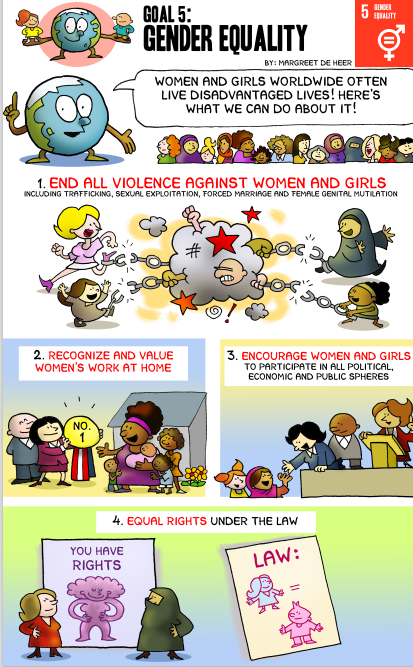 GOAL 5:
GENDER EQUALITY
5 GENDER
EQUALITY
BY: MARGREET DE HEER
WOMEN AND GIRLS WORLDWIDE OFTEN
LIVE DISADVANTAGED LIVES! HERE'S
WHAT WE CAN DO ABOUT IT!
1. END ALL VIOLENCE AGAINST WOMEN AND GIRLS
INCLUDING TRAFFICKING, SEXUAL EXPLOITATION, FORCED MARRIAGE AND FEMALE GENITAL MUTILATION
#
!
2. RECOGNIZE AND VALUE
WOMEN'S WORK AT HOME
NO.
1
3. ENCOURAGE WOMEN AND GIRLS
TO PARTICIPATE IN ALL POLITICAL,
ECONOMIC AND PUBLIC SPHERES
4. EQUAL RIGHTS UNDER THE LAW
YOU HAVE
RIGHTS
LAW:
=